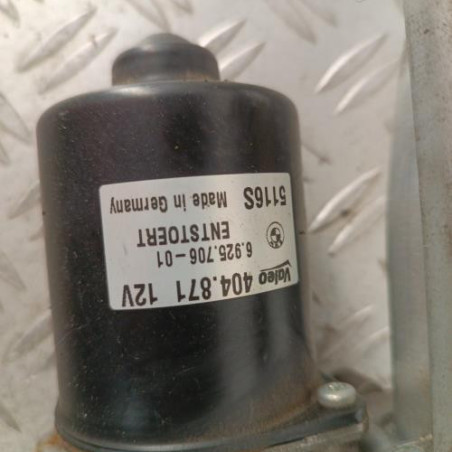 Valeo 404.871 12V
6.925.706-01
ENTSTOERT
5116S Made in Germany